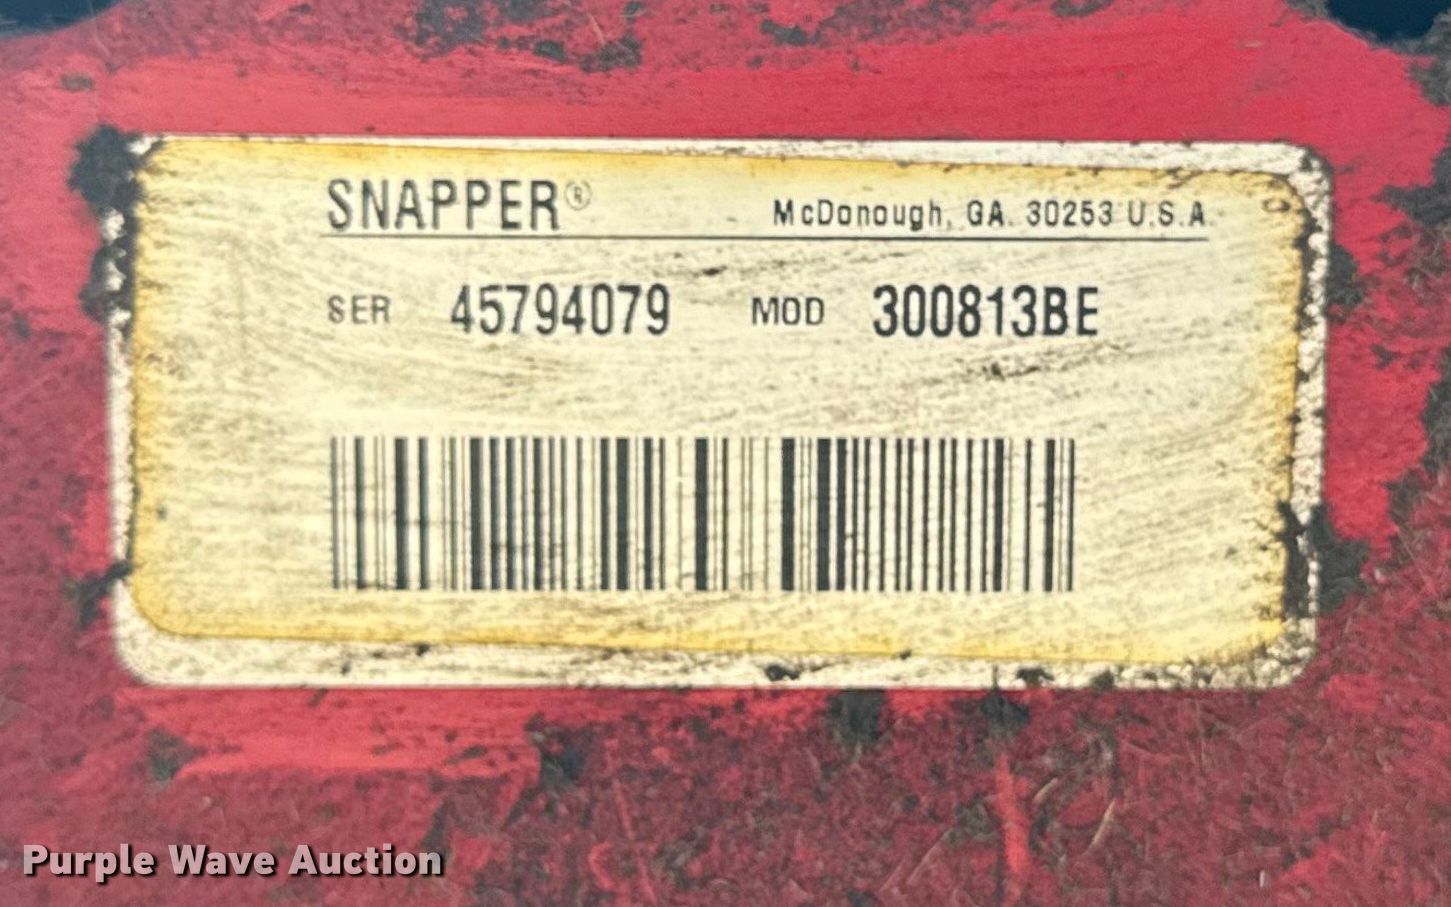 SNAPPER® McDonough, GA. 30253 U.S.A.
SER 45794079 MOD 300813BE
Purple Wave Auction